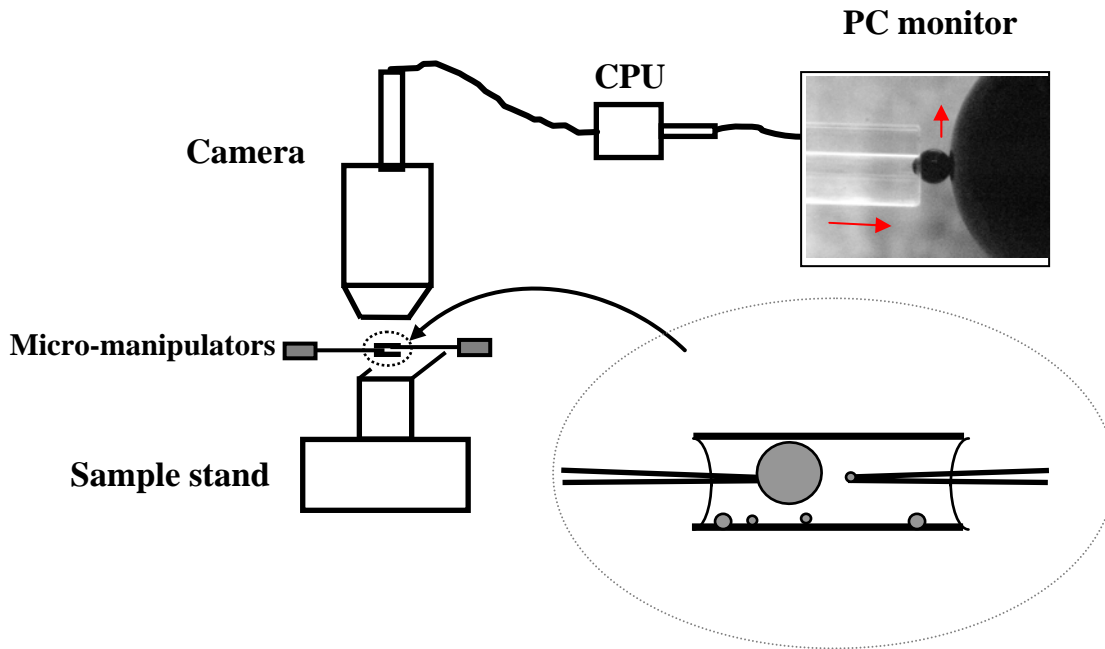 PC monitor
CPU
Camera
Micro-manipulators
Sample stand